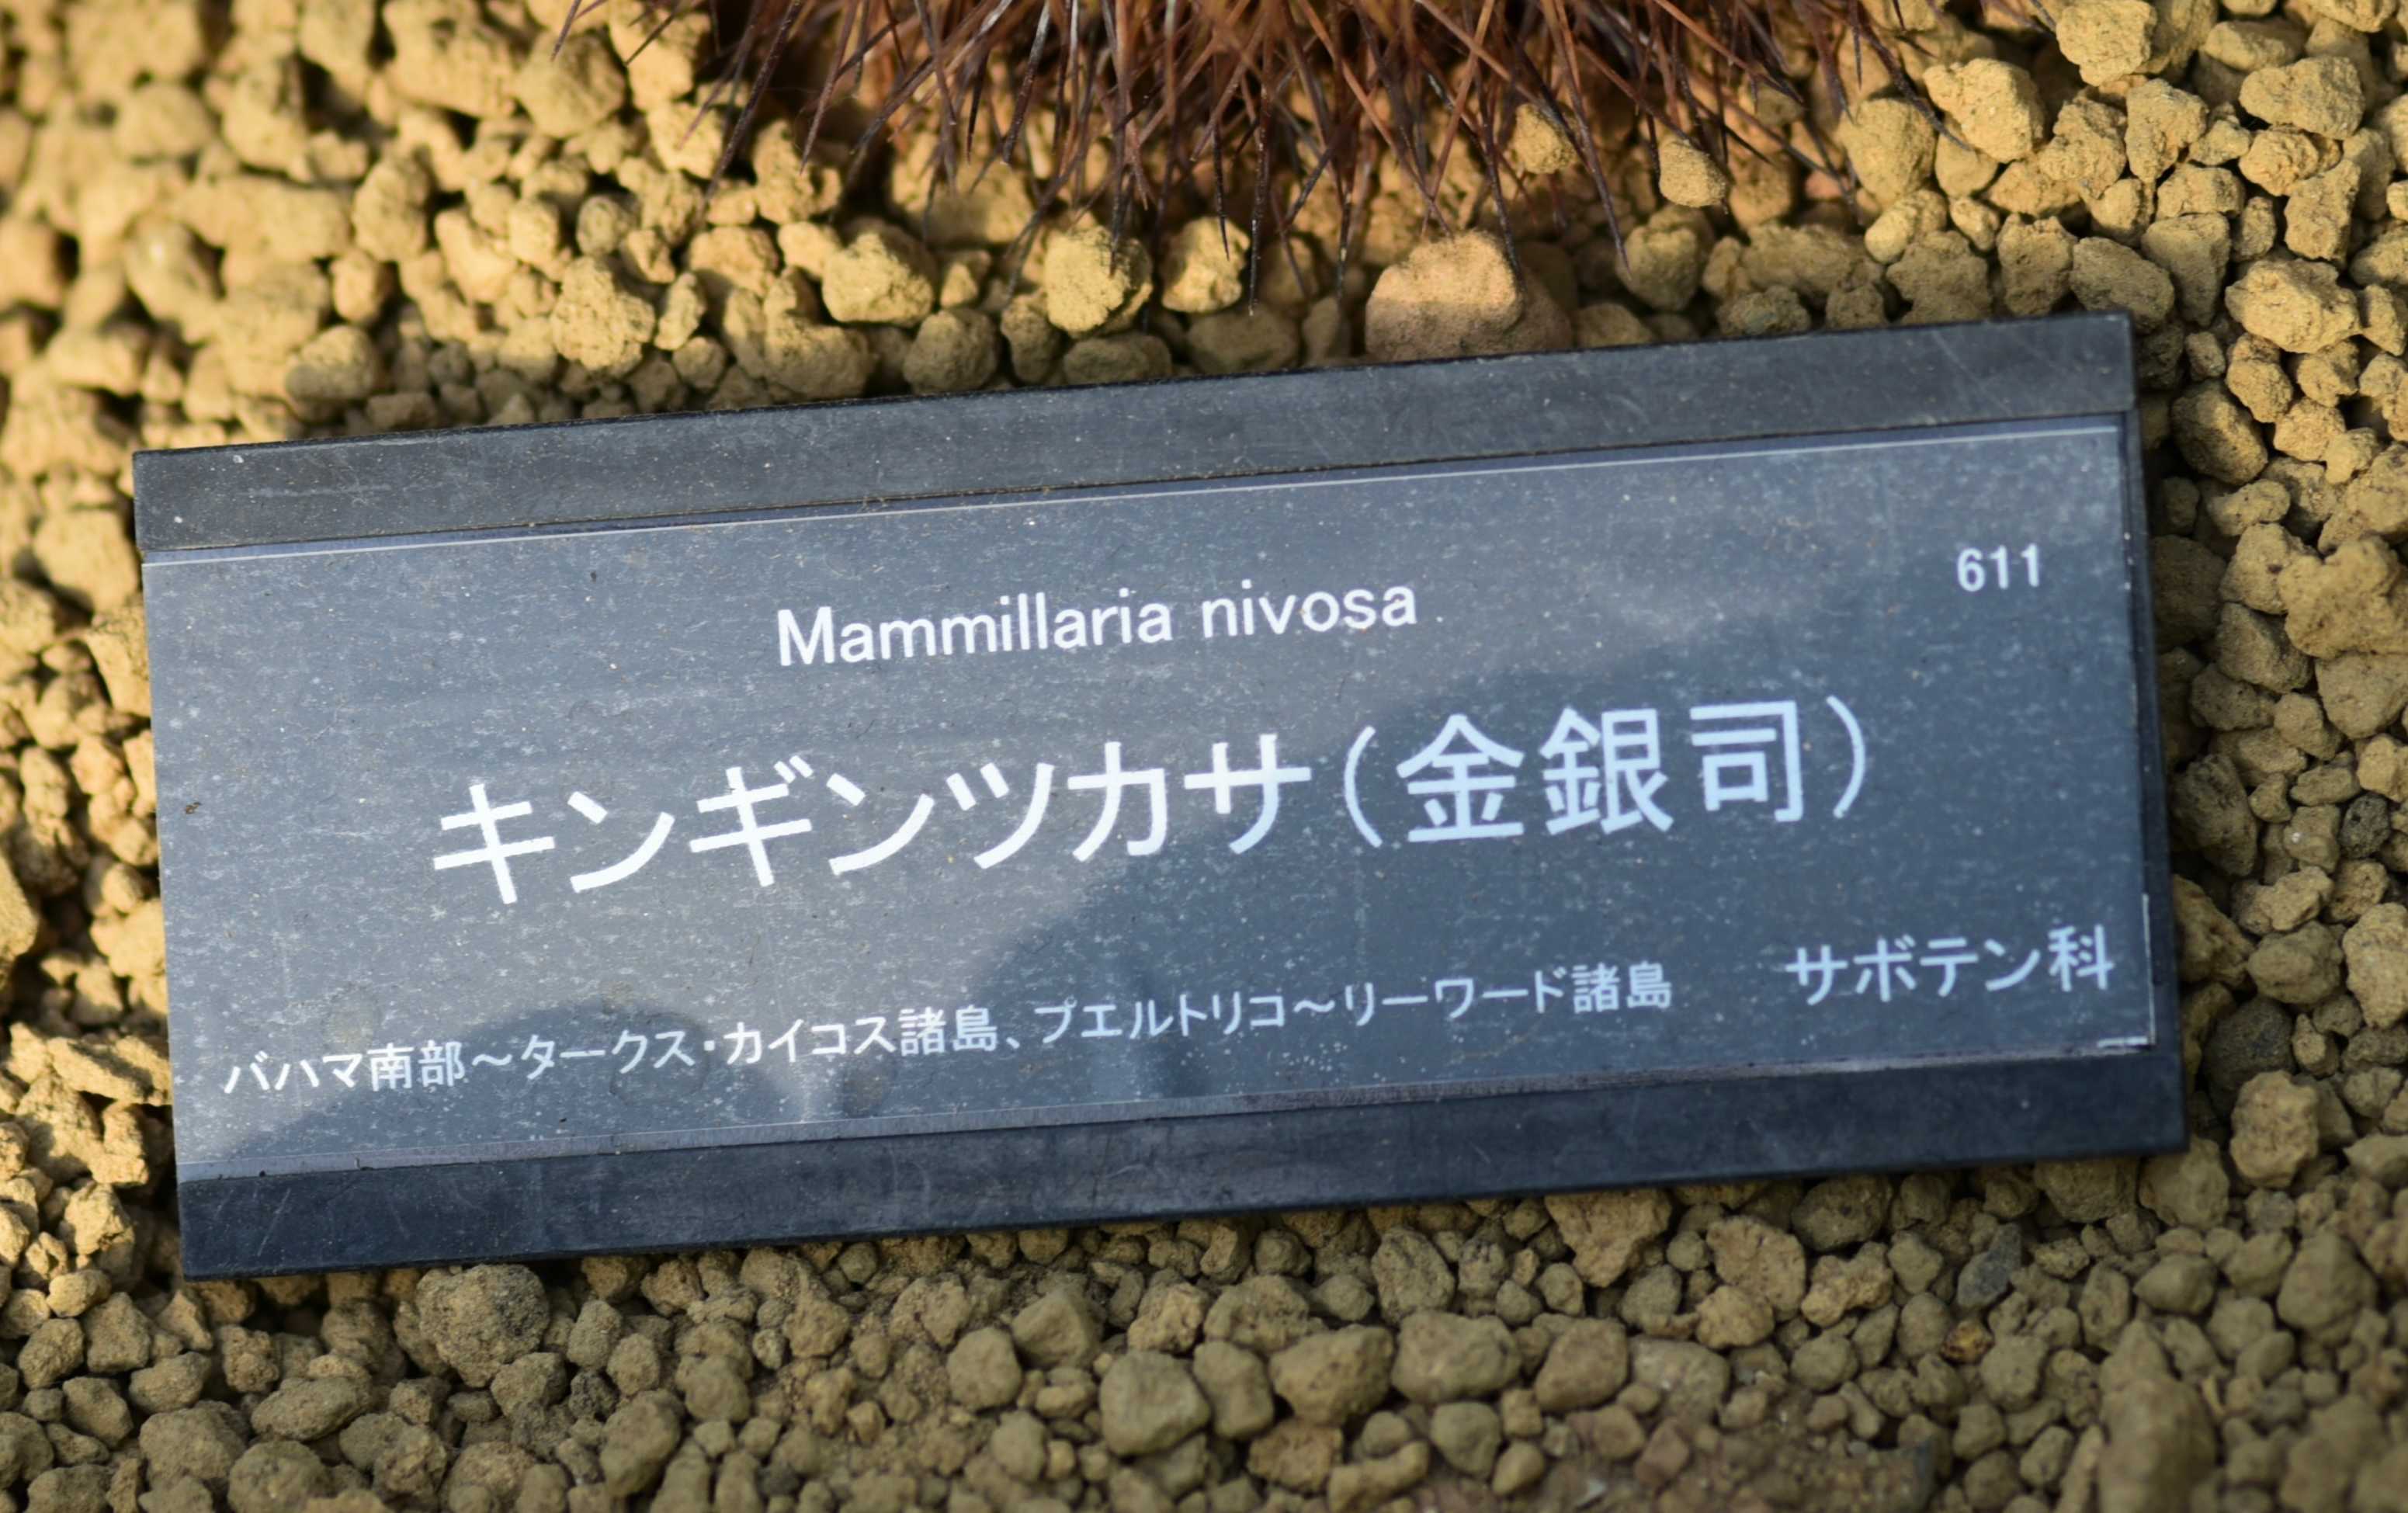 611
Mammillaria nivosa
キンギンツカサ(金銀司)
サボテン科
バハマ南部～タークス・カイコス諸島、プエルトリコ～リーワード諸島